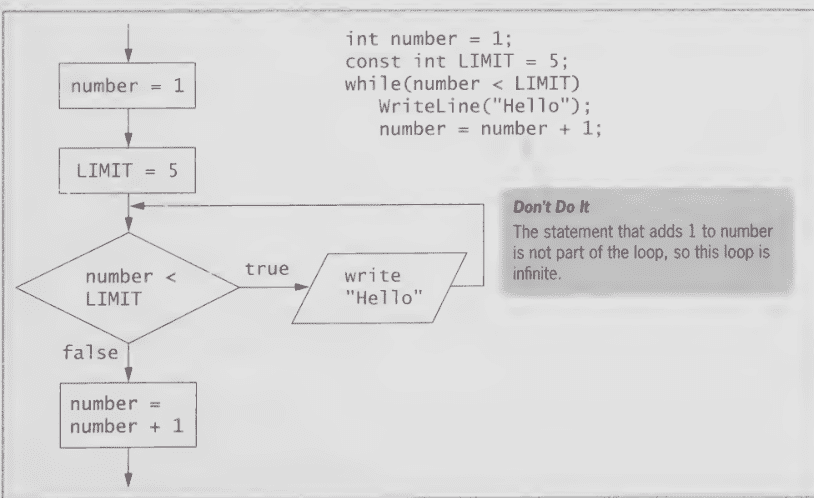 number = 1
LIMIT = 5
number <
LIMIT
true
write
"Hello"
false
number =
number + 1
int number = 1;
const int LIMIT = 5;
while(number < LIMIT)
   WriteLine("Hello");
   number = number + 1;
Don't Do It
The statement that adds 1 to number
is not part of the loop, so this loop is
infinite.